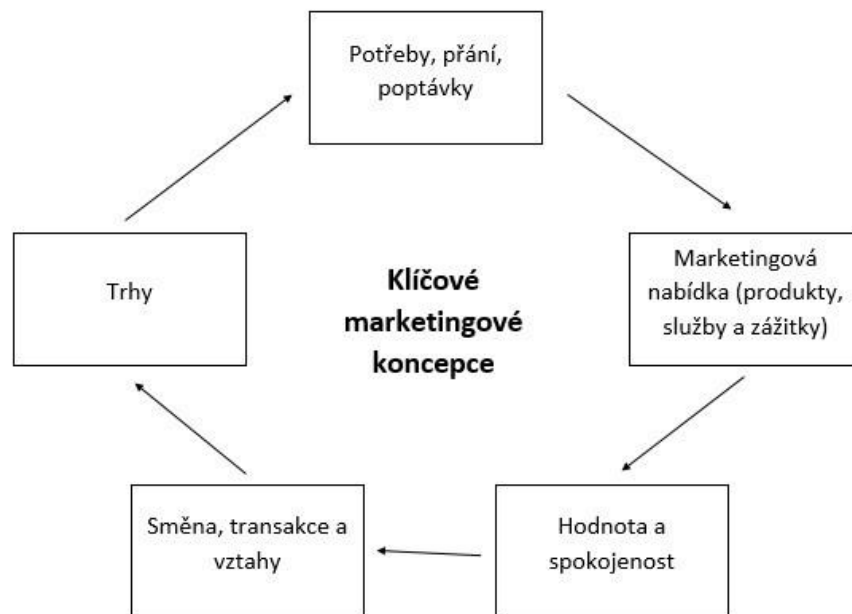 Potřeby, přání,
poptávky
Marketingová
nabídka (produkty,
služby a zážitky)
Trhy
Klíčové
marketingové
koncepce
Směna, transakce a
vztahy
Hodnota a
spokojenost